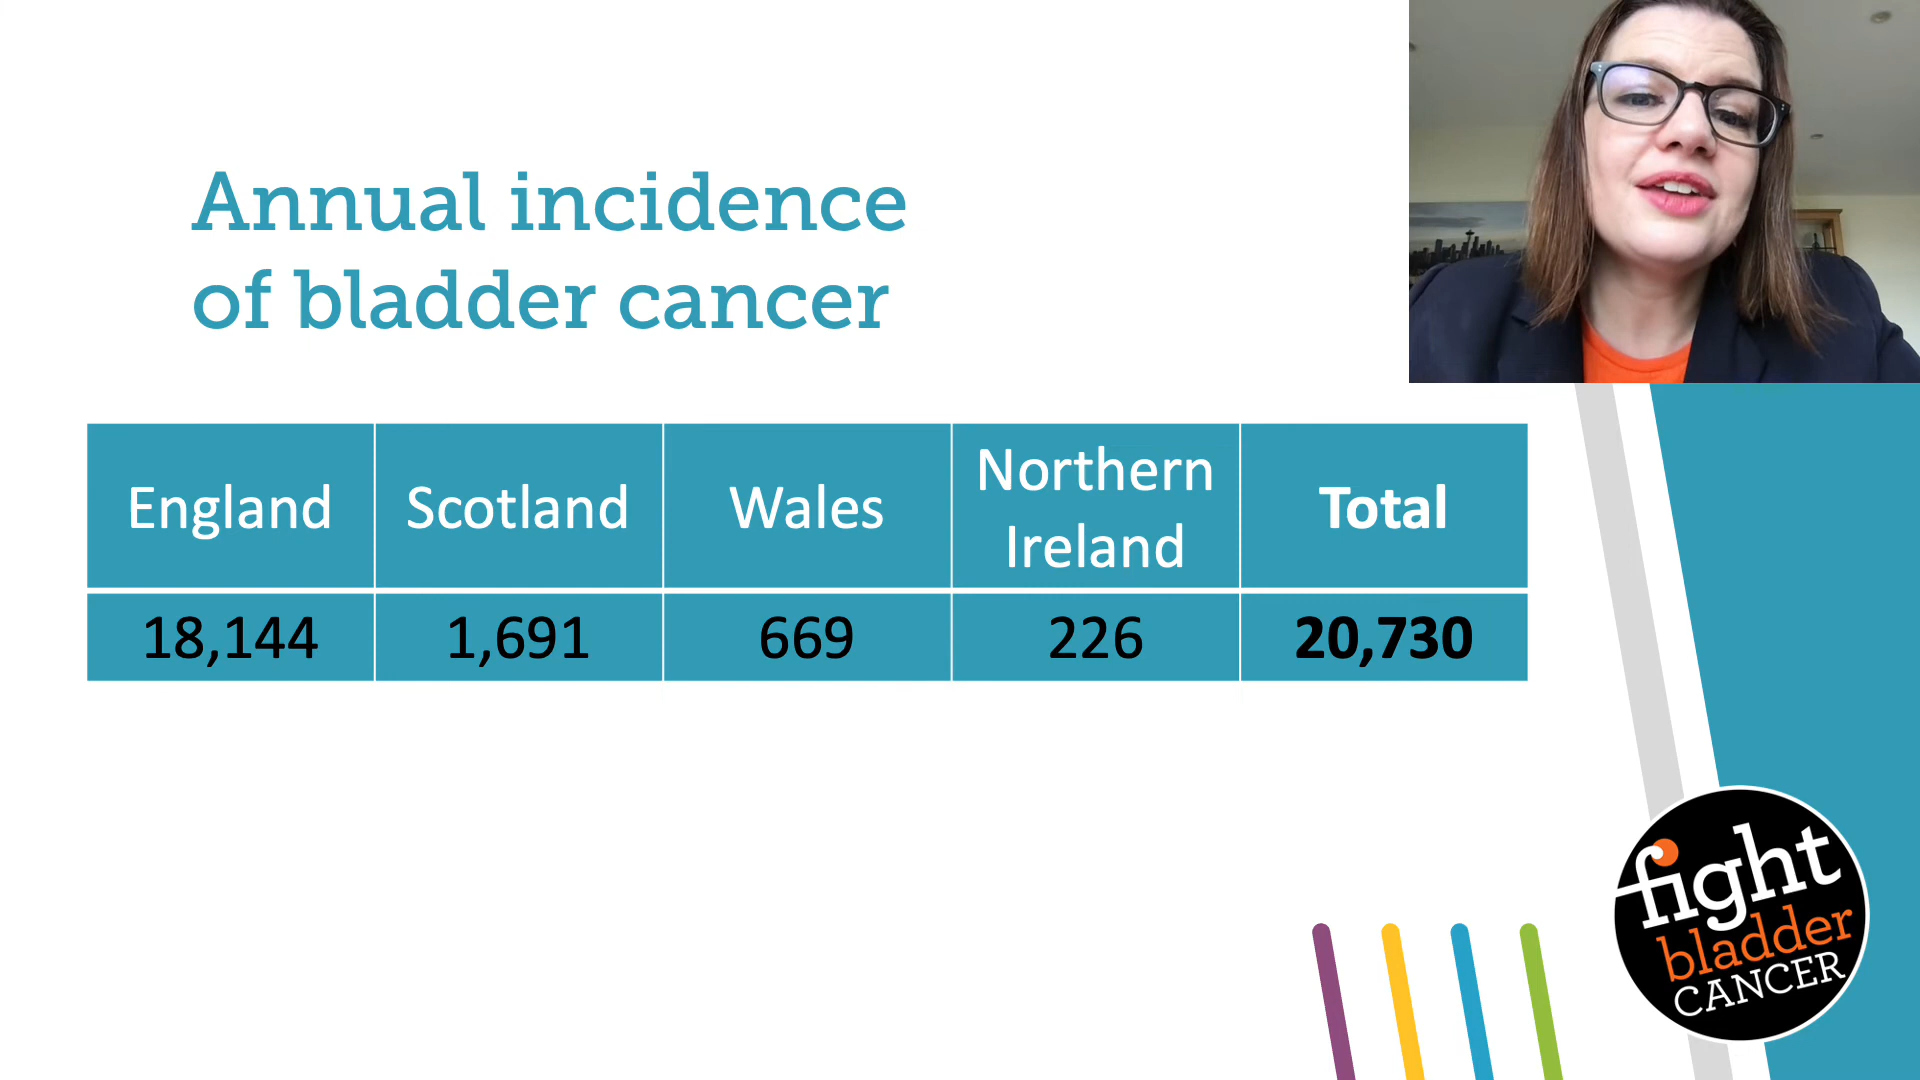 Annual incidence
of bladder cancer
England
Scotland
Wales
Northern
Ireland
Total
18,144
1,691
669
226
20,730
fight
bladder
CANCER